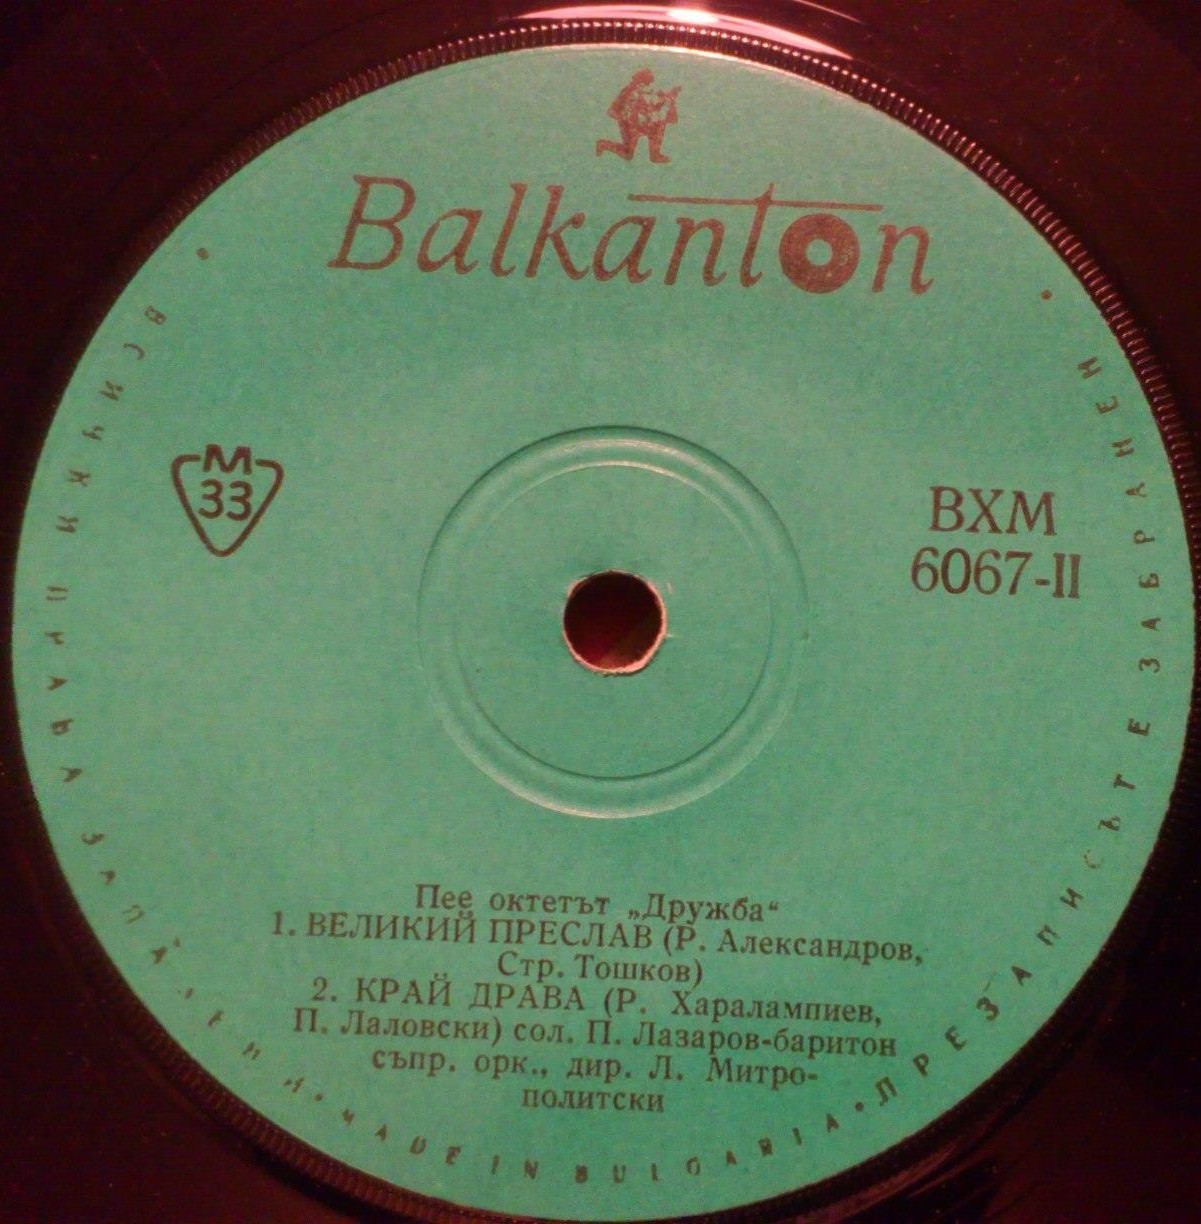 Balkanton
М
33
ВХМ
6067-II
Пее октетът „Дружба“
1. ВЕЛИКИЙ ПРЕСЛАВ (Р. Александров,
Стр. Тошков)
2. КРАЙ ДРАВА (Р. Харалампиев,
П. Лаловски) сол. П. Лазаров-баритон
съпр. орк., дир. Л. Митро-
политски
ВСИЧКИ ПРАВА ЗАПАЗЕНИ • MADE IN BULGARIA • ПРЕЗАПИСЪТ Е ЗАБРАНЕН •